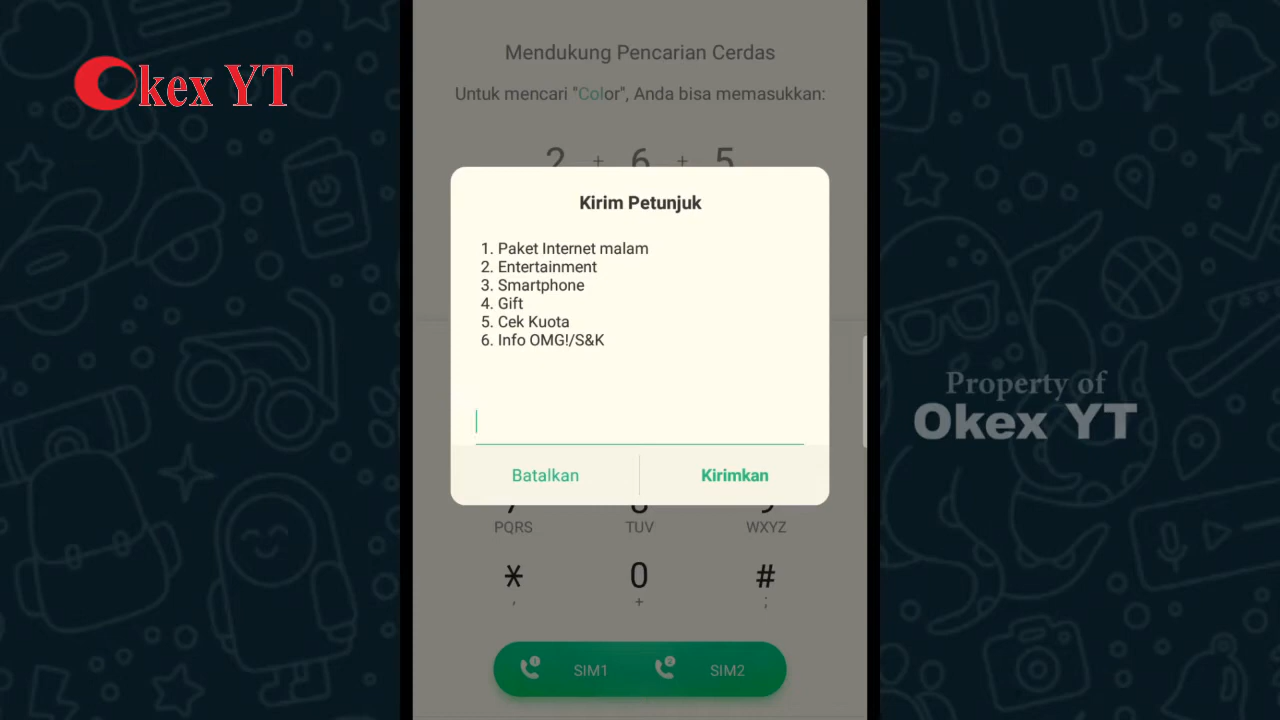 Okex YT
Mendukung Pencarian Cerdas
Untuk mencari "Color", Anda bisa memasukkan:
2 + 6 + 5
Kirim Petunjuk
1. Paket Internet malam
2. Entertainment
3. Smartphone
4. Gift
5. Cek Kuota
6. Info OMG!/S&K
Batalkan
Kirimkan
PQRS
TUV
WXYZ
* 0 #
, + ;
SIM1
SIM2
Property of
Okex YT